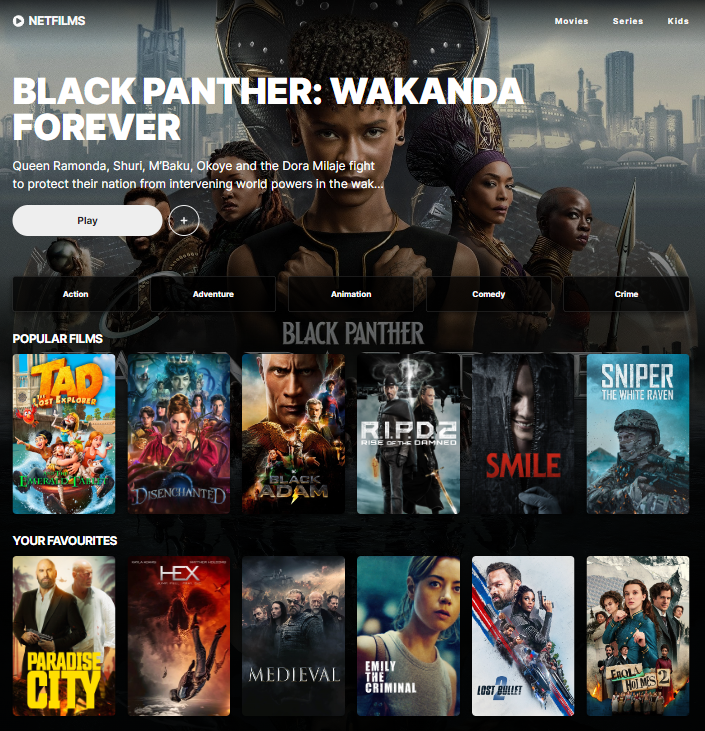 NETFILMS
Movies Series Kids
BLACK PANTHER: WAKANDA
FOREVER
Queen Ramonda, Shuri, M'Baku, Okoye and the Dora Milaje fight
to protect their nation from intervening world powers in the wak...
Play +
Action Adventure Animation Comedy Crime
BLACK PANTHER
POPULAR FILMS
TAD
THE LOST EXPLORER
EMERALD TABLET
DISENCHANTED
BLACK
ADAM
R.I.P.D.2
RISE OF THE DAMNED
SMILE
SNIPER
THE WHITE RAVEN
YOUR FAVOURITES
PARADISE
CITY
HEX
MEDIEVAL
EMILY
THE
CRIMINAL
LOST BULLET
2
ENOLA
HOLMES 2